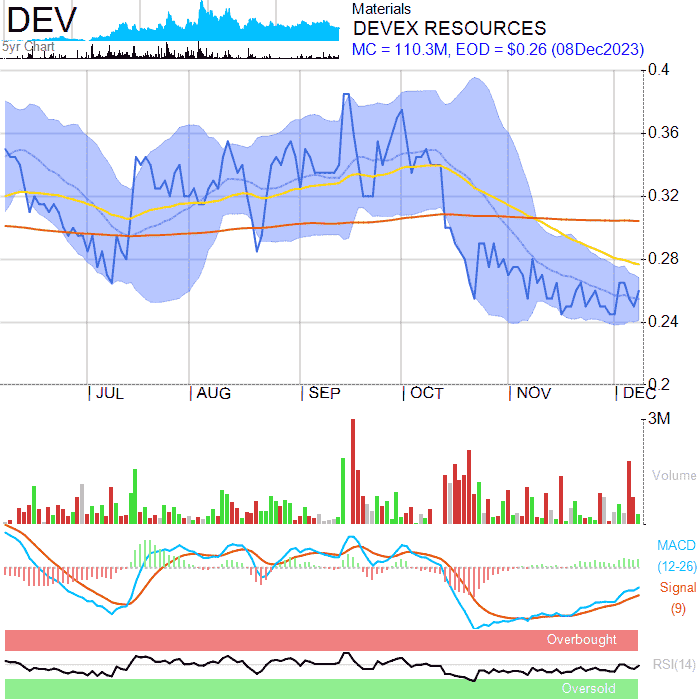 DEV
5yr Chart
Materials
DEVEX RESOURCES
MC = 110.3M, EOD = $0.26 (08Dec2023)
0.4
0.36
0.32
0.28
0.24
0.2
JUL AUG SEP OCT NOV DEC
3M
Volume
MACD
(12-26)
Signal
(9)
Overbought
RSI(14)
Oversold